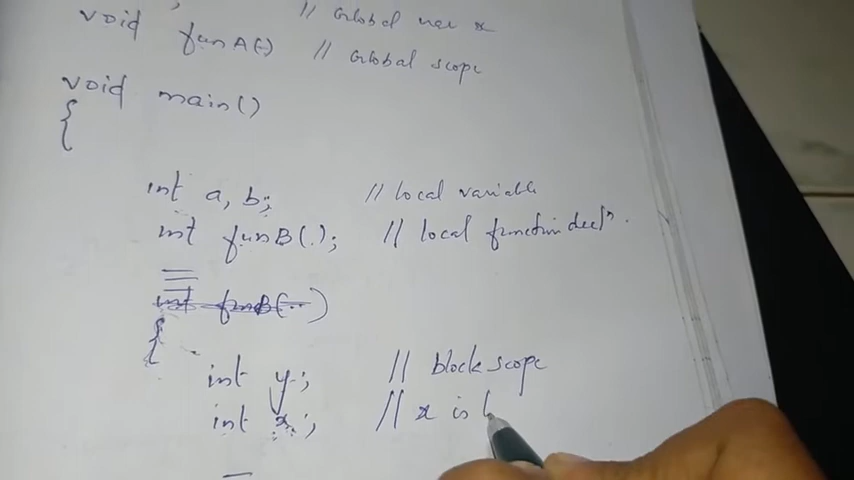 // Global var x
void funA(-) // Global scope
void main()
{
int a, b; // local variable
int funB(.); // local function decl^n.
int funB(--)
{
int y; // block scope
int x; // x is l